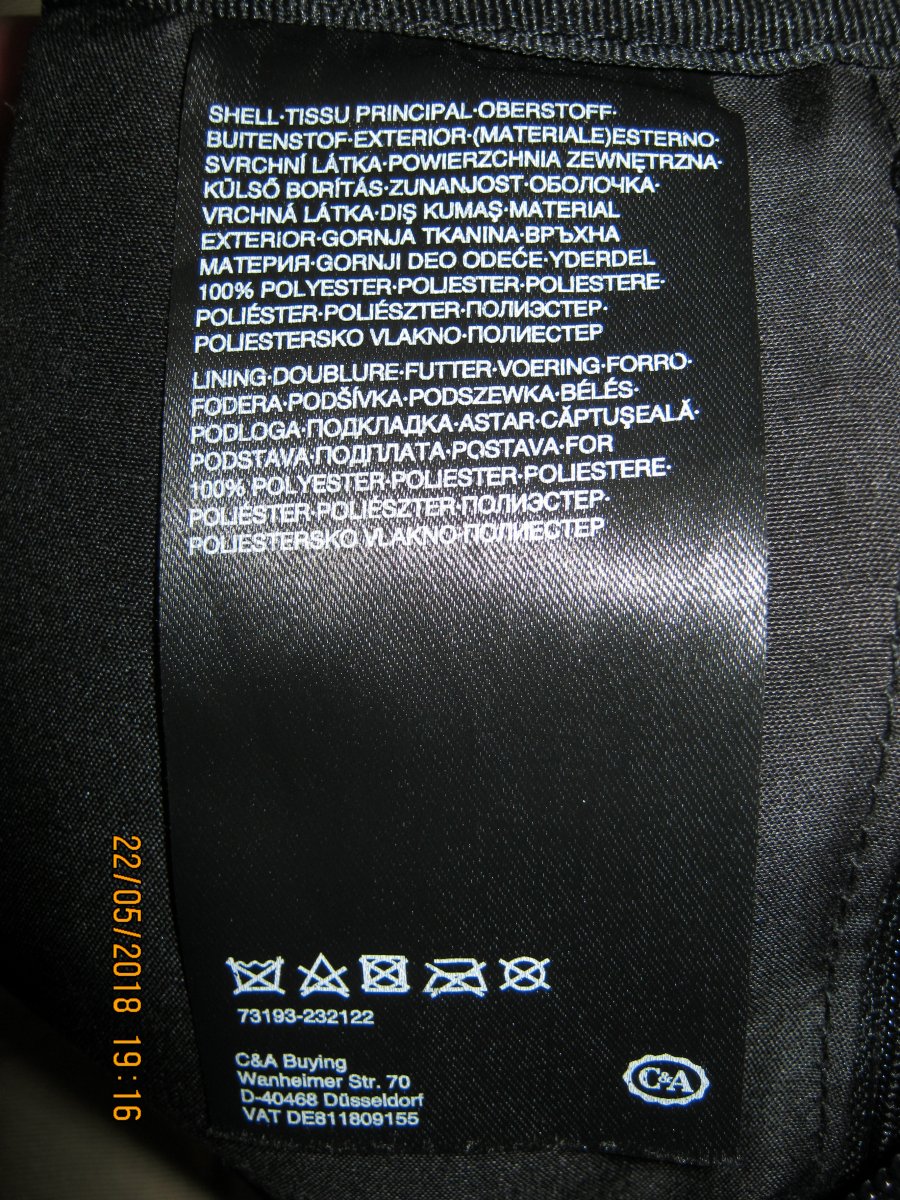 SHELL·TISSU PRINCIPAL·OBERSTOFF·
BUITENSTOF·EXTERIOR·(MATERIALE)ESTERNO·
SVRCHNÍ LÁTKA·POWIERZCHNIA ZEWNĘTRZNA·
KÜLSŐ BORÍTÁS·ZUNANJOST·ОБОЛОЧКА·
VRCHNÁ LÁTKA·DIŞ KUMAŞ·MATERIAL
EXTERIOR·GORNJA TKANINA·ВРЪХНА
МАТЕРИЯ·GORNJI DEO ODEĆE·YDERDEL
100% POLYESTER·POLIESTER·POLIESTERE·
POLIÉSTER·POLIÉSZTER·ПОЛИЭСТЕР·
POLIESTERSKO VLAKNO·ПОЛИЕСТЕР
LINING·DOUBLURE·FUTTER·VOERING·FORRO·
FODERA·PODŠÍVKA·PODSZEWKA·BÉLÉS·
PODLOGA·ПОДКЛАДКА·ASTAR·CĂPTUŞEALĂ·
PODSTAVA·ПОДПЛАТА·POSTAVA·FOR
100% POLYESTER·POLIESTER·POLIESTERE·
POLIÉSTER·POLIÉSZTER·ПОЛИЭСТЕР·
POLIESTERSKO VLAKNO·ПОЛИЕСТЕР
73193-232122
C&A Buying
Wanheimer Str. 70
D-40468 Düsseldorf
VAT DE811809155
C&A
22/05/2018 19:16